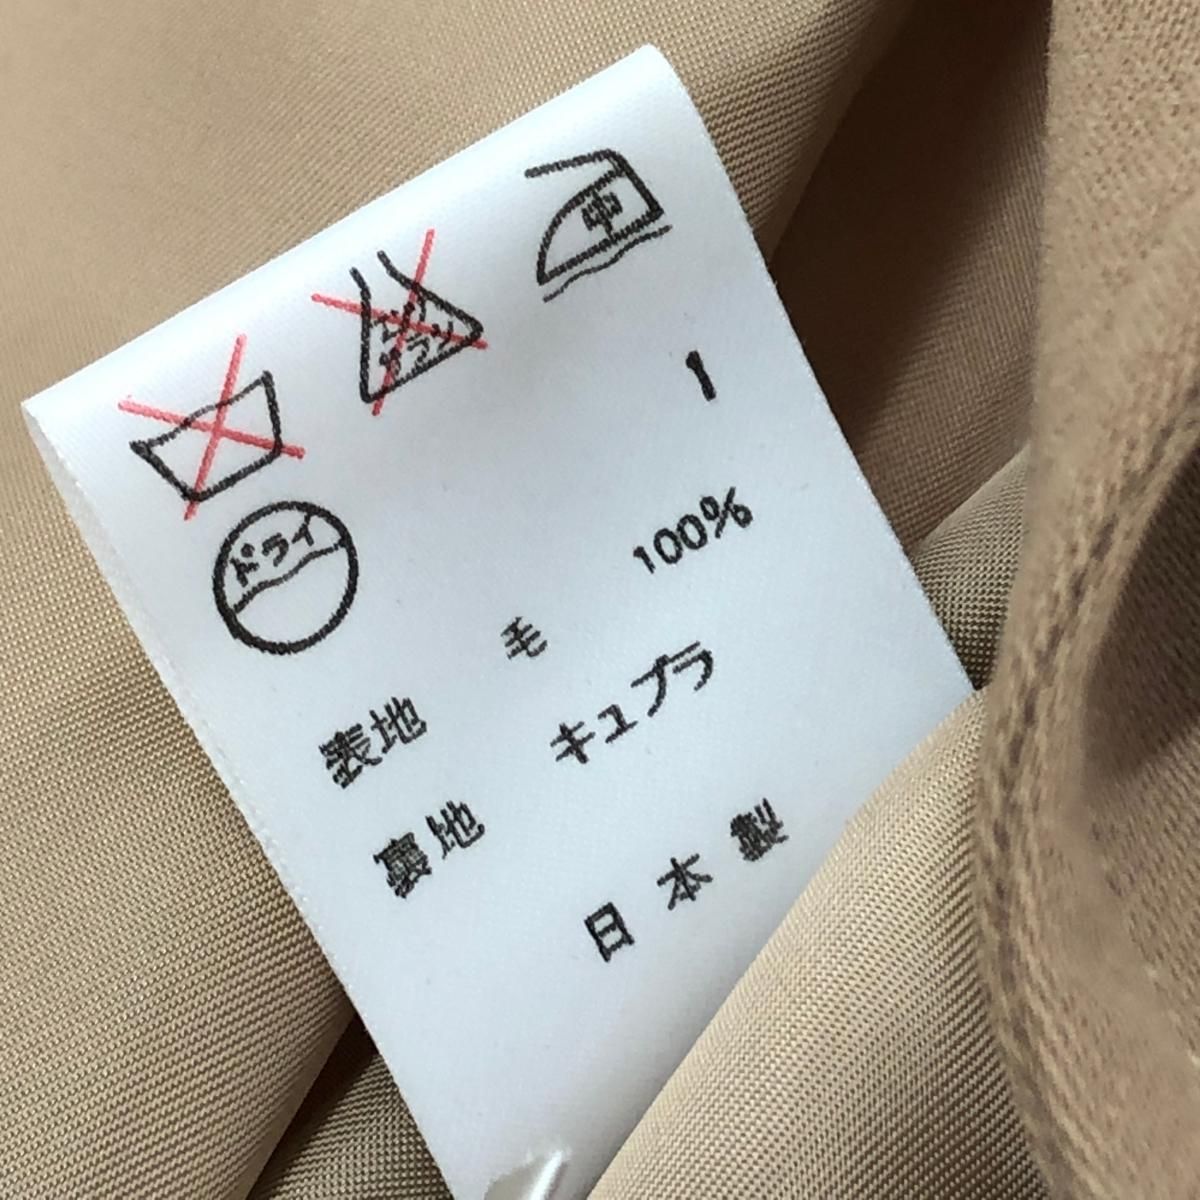 中
エンソ
サラシ
1
ドライ
表地 毛 100%
裏地 キュプラ
日本製